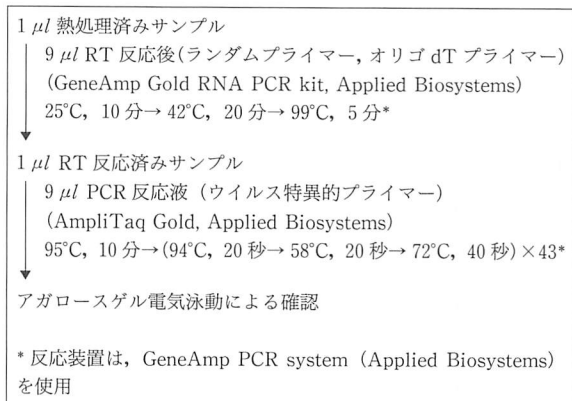 1 μl 熱処理済みサンプル
9 μl RT 反応後(ランダムプライマー, オリゴ dT プライマー)
(GeneAmp Gold RNA PCR kit, Applied Biosystems)
25°C, 10 分→ 42°C, 20 分→ 99°C, 5 分*
1 μl RT 反応済みサンプル
9 μl PCR 反応液 (ウイルス特異的プライマー)
(AmpliTaq Gold, Applied Biosystems)
95°C, 10 分→(94°C, 20 秒→ 58°C, 20 秒→ 72°C, 40 秒)×43*
アガロースゲル電気泳動による確認
* 反応装置は, GeneAmp PCR system (Applied Biosystems)
を使用